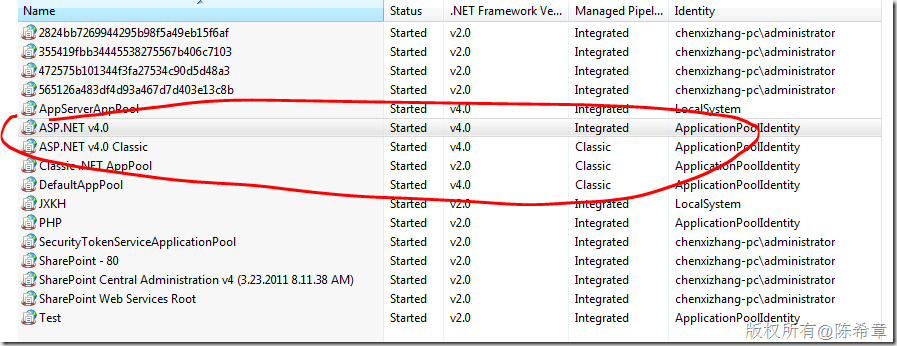 Name Status .NET Framework Ve... Managed Pipel... Identity
2824bb7269944295b98f5a49eb15f6af Started v2.0 Integrated chenxizhang-pc\administrator
355419fbb34445538275567b406c7103 Started v2.0 Integrated chenxizhang-pc\administrator
472575b101344f3fa27534c90d5d48a3 Started v2.0 Integrated chenxizhang-pc\administrator
565126a483df4d93a467d7d403e13c8b Started v2.0 Integrated chenxizhang-pc\administrator
AppServerAppPool Started v2.0 Integrated LocalSystem
ASP.NET v4.0 Started v4.0 Integrated ApplicationPoolIdentity
ASP.NET v4.0 Classic Started v4.0 Classic ApplicationPoolIdentity
Classic .NET AppPool Started v2.0 Classic ApplicationPoolIdentity
DefaultAppPool Started v4.0 Classic ApplicationPoolIdentity
JXKH Started v2.0 Integrated LocalSystem
PHP Started v2.0 Integrated ApplicationPoolIdentity
SecurityTokenServiceApplicationPool Started v2.0 Integrated chenxizhang-pc\administrator
SharePoint - 80 Started v2.0 Integrated chenxizhang-pc\administrator
SharePoint Central Administration v4 (3.23.2011 8.11.38 AM) Started v2.0 Integrated chenxizhang-pc\administrator
SharePoint Web Services Root Started v2.0 Integrated chenxizhang-pc\administrator
Test Started v2.0 Integrated ApplicationPoolIdentity
版权所有@陈希章